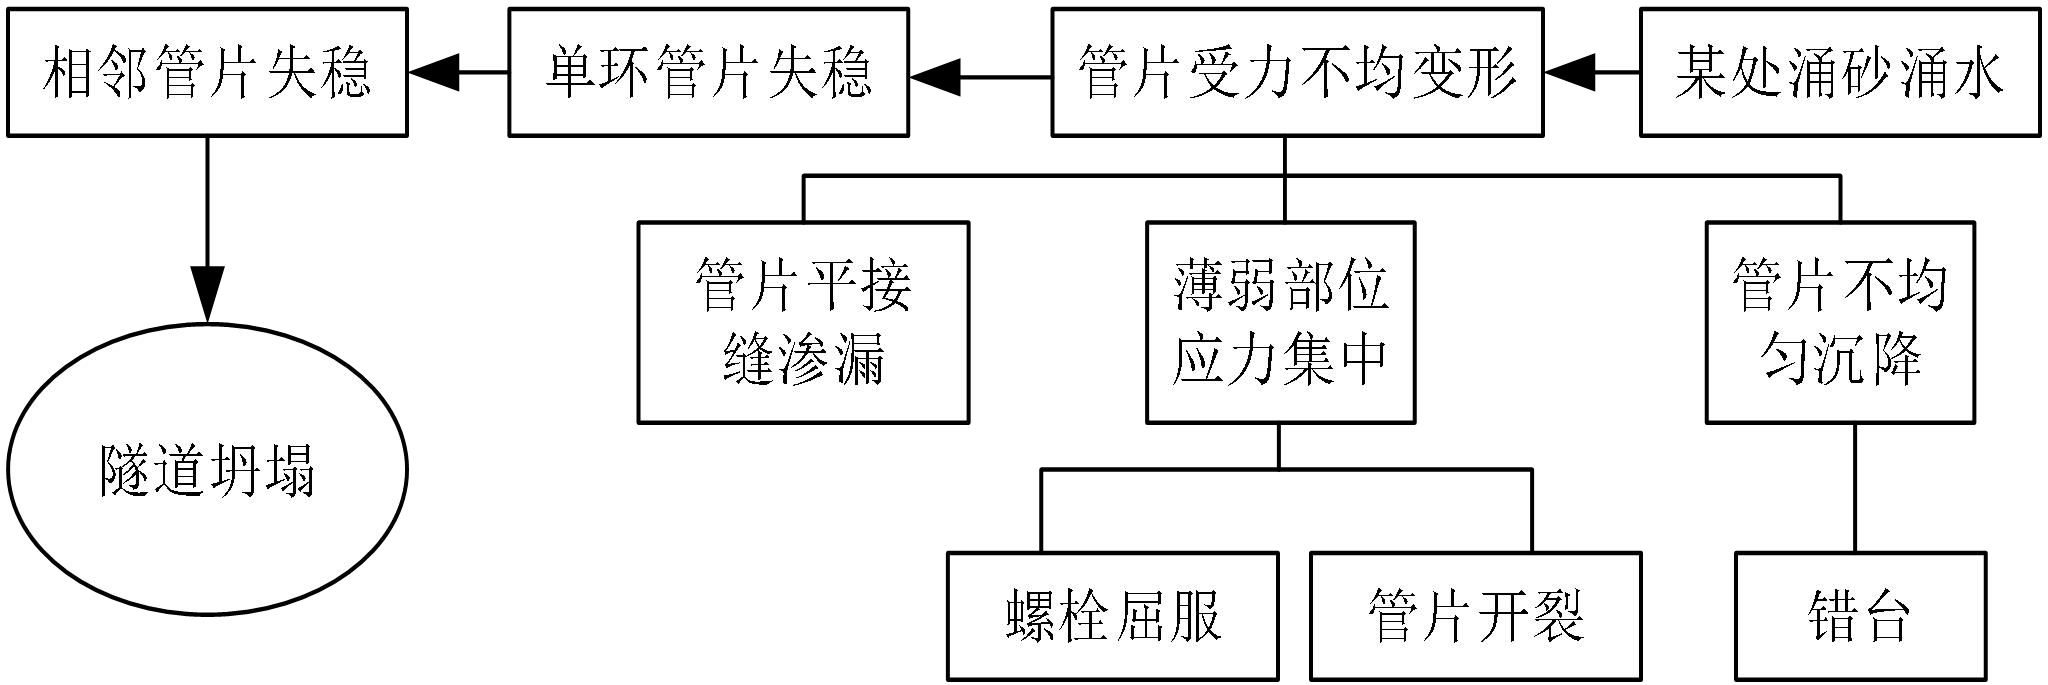 相邻管片失稳
单环管片失稳
管片受力不均变形
某处涌砂涌水
管片平接
缝渗漏
薄弱部位
应力集中
管片不均
匀沉降
隧道坍塌
螺栓屈服
管片开裂
错台